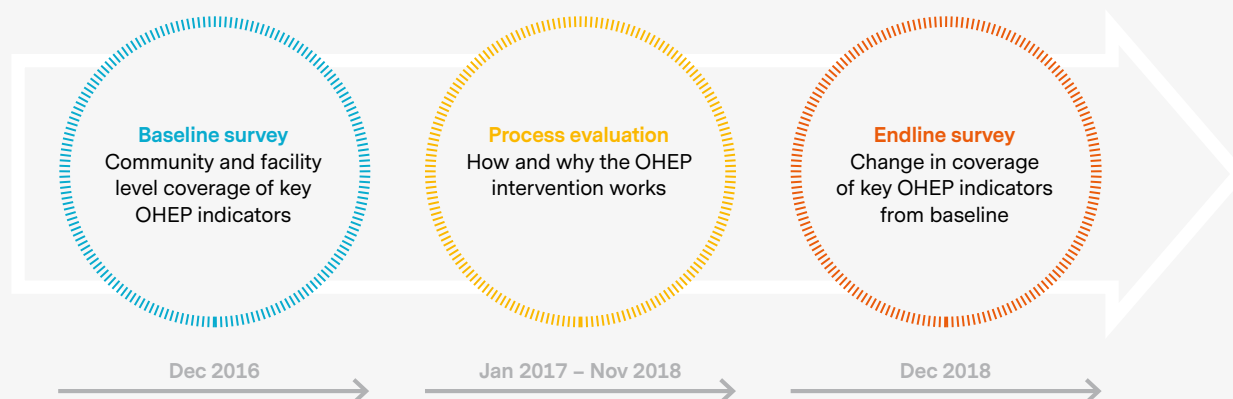 Baseline survey
Community and facility
level coverage of key
OHEP indicators
Process evaluation
How and why the OHEP
intervention works
Endline survey
Change in coverage
of key OHEP indicators
from baseline
Dec 2016
Jan 2017 – Nov 2018
Dec 2018